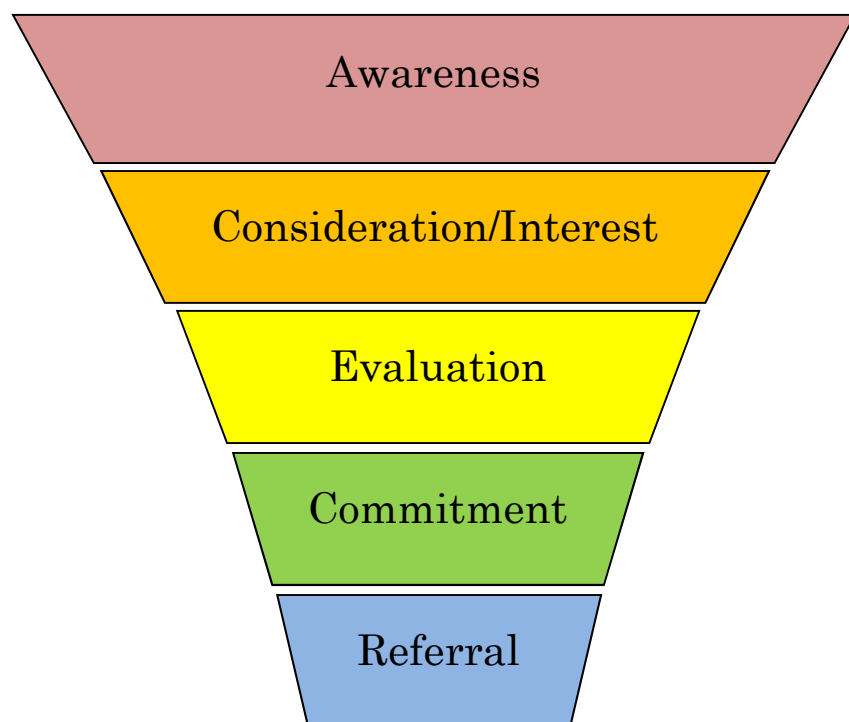 Awareness
Consideration/Interest
Evaluation
Commitment
Referral